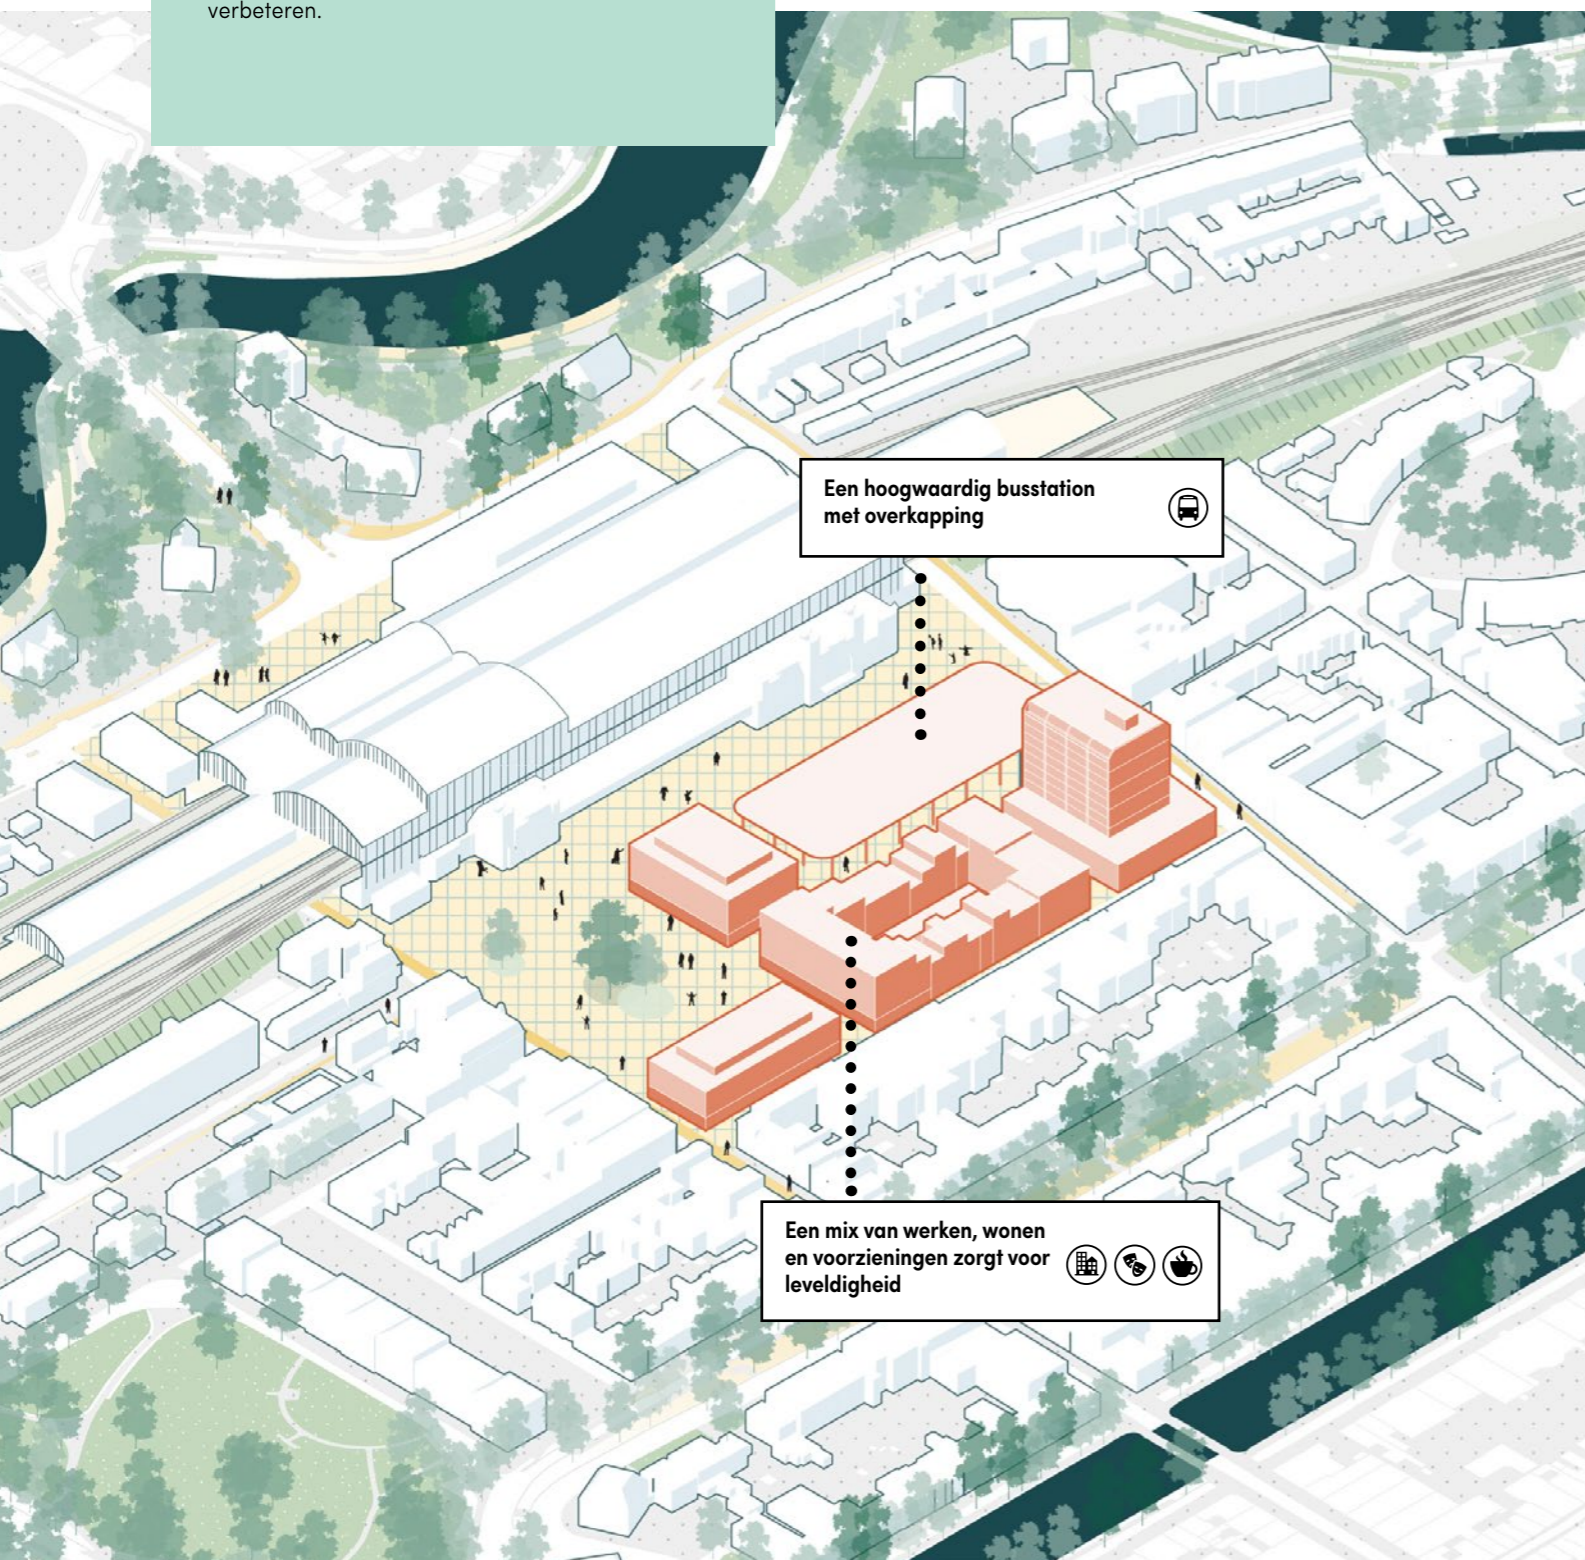 verbeteren.
Een hoogwaardig busstation
met overkapping
Een mix van werken, wonen
en voorzieningen zorgt voor
leveldigheid